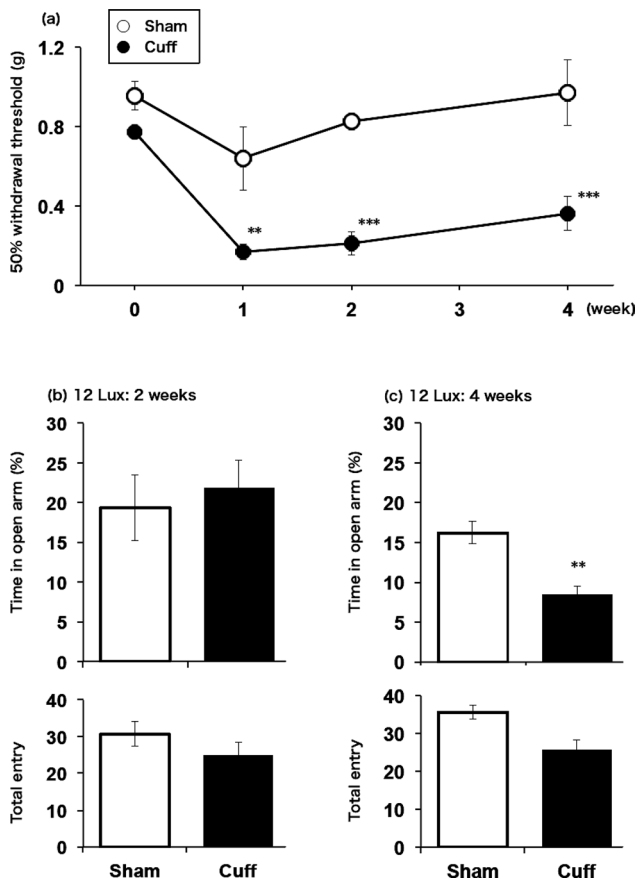 (a)
Sham
Cuff
50% withdrawal threshold (g)
1.2
0.8
0.4
0
**
***
***
0 1 2 3 4 (week)
(b) 12 Lux: 2 weeks
Time in open arm (%)
30
25
20
15
10
5
0
Total entry
40
30
20
10
0
Sham Cuff
(c) 12 Lux: 4 weeks
Time in open arm (%)
30
25
20
15
10
5
0
**
Total entry
40
30
20
10
0
Sham Cuff